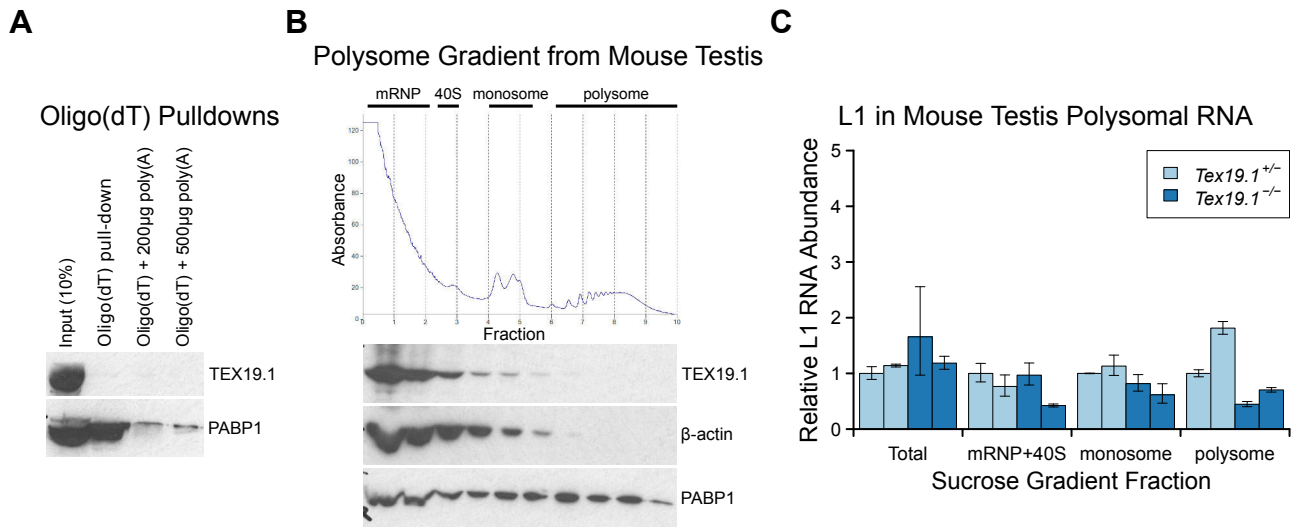 A
Oligo(dT) Pulldowns
Input (10%)
Oligo(dT) pull-down
Oligo(dT) + 200µg poly(A)
Oligo(dT) + 500µg poly(A)
TEX19.1
PABP1
B
Polysome Gradient from Mouse Testis
mRNP 40S monosome polysome
Absorbance
120
100
80
60
40
20
0
0 1 2 3 4 5 6 7 8 9 10
Fraction
TEX19.1
β-actin
PABP1
C
L1 in Mouse Testis Polysomal RNA
Tex19.1+/−
Tex19.1−/−
Relative L1 RNA Abundance
5
4
3
2
1
0
Total mRNP+40S monosome polysome
Sucrose Gradient Fraction